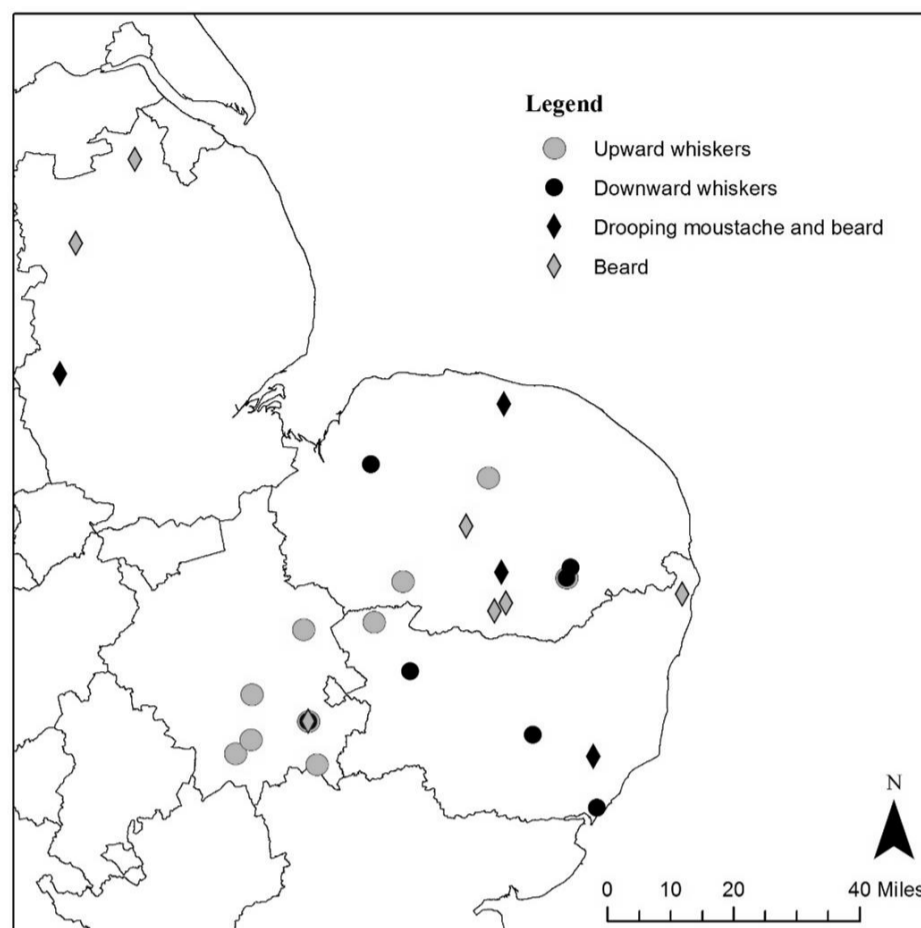 Legend
Upward whiskers
Downward whiskers
Drooping moustache and beard
Beard
N
0 10 20 40 Miles